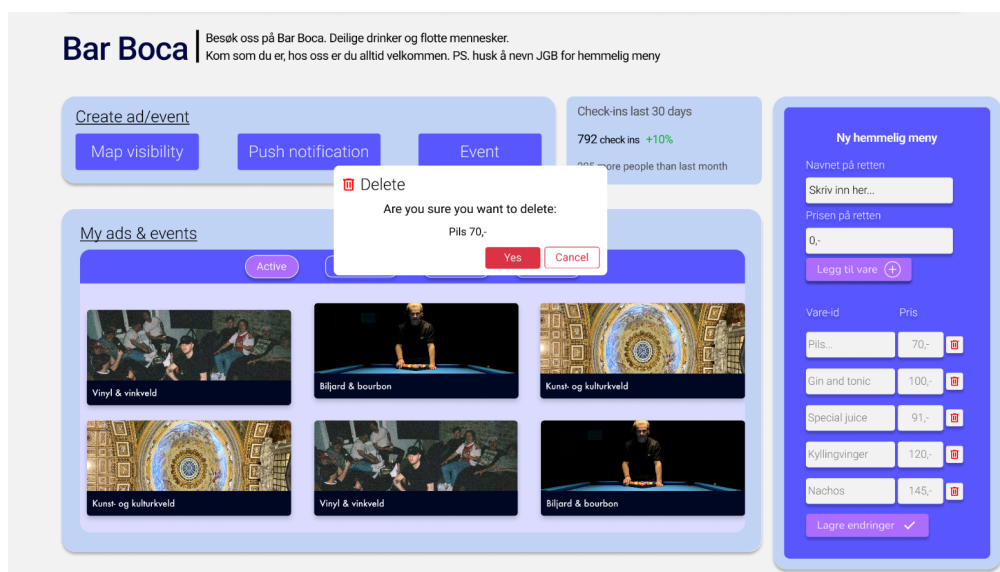 Bar Boca
Besøk oss på Bar Boca. Deilige drinker og flotte mennesker.
Kom som du er, hos oss er du alltid velkommen. PS. husk å nevn JGB for hemmelig meny
Create ad/event
Map visibility
Push notification
Event
Check-ins last 30 days
792 check ins +10%
more people than last month
Delete
Are you sure you want to delete:
Pils 70,-
Yes
Cancel
My ads & events
Active
Vinyl & vinkveld
Biljard & bourbon
Kunst- og kulturkveld
Kunst- og kulturkveld
Vinyl & vinkveld
Biljard & bourbon
Ny hemmelig meny
Navnet på retten
Skriv inn her...
Prisen på retten
0,-
Legg til vare
Vare-id Pris
Pils... 70,-
Gin and tonic 100,-
Special juice 91,-
Kyllingvinger 120,-
Nachos 145,-
Lagre endringer